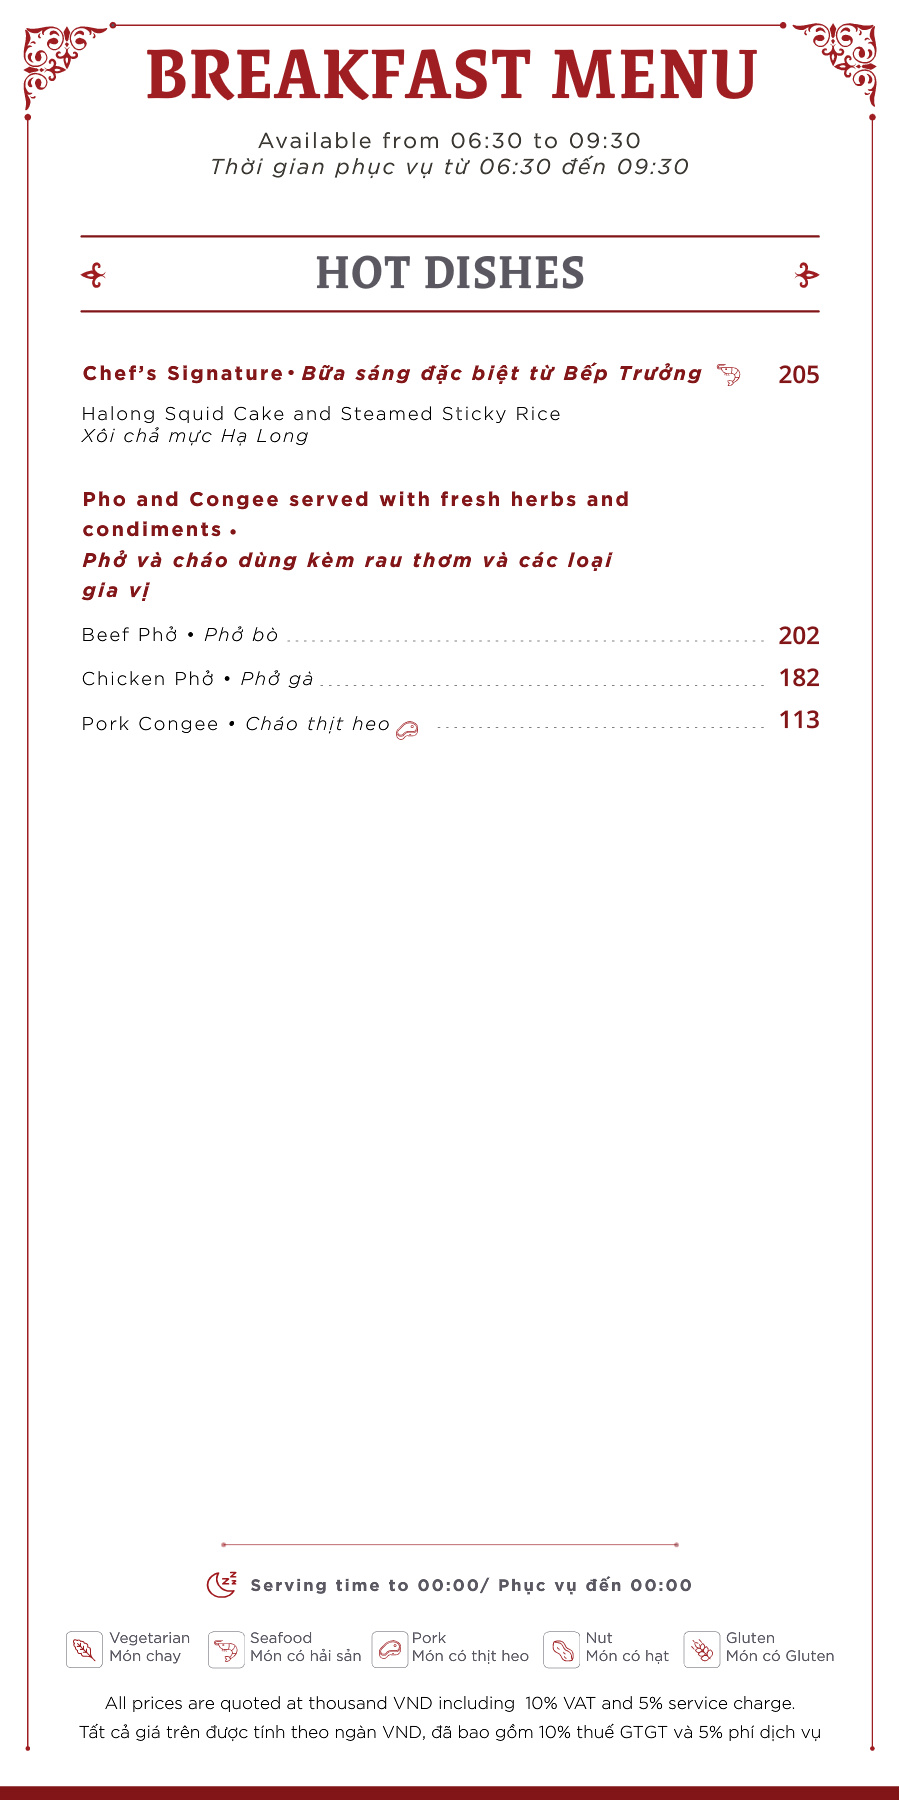 BREAKFAST MENU
Available from 06:30 to 09:30
Thời gian phục vụ từ 06:30 đến 09:30
HOT DISHES
Chef’s Signature • Bữa sáng đặc biệt từ Bếp Trưởng 205
Halong Squid Cake and Steamed Sticky Rice
Xôi chả mực Hạ Long
Pho and Congee served with fresh herbs and
condiments •
Phở và cháo dùng kèm rau thơm và các loại
gia vị
Beef Phở • Phở bò 202
Chicken Phở • Phở gà 182
Pork Congee • Cháo thịt heo 113
Serving time to 00:00/ Phục vụ đến 00:00
Vegetarian Seafood Pork Nut Gluten
Món chay Món có hải sản Món có thịt heo Món có hạt Món có Gluten
All prices are quoted at thousand VND including 10% VAT and 5% service charge.
Tất cả giá trên được tính theo ngàn VND, đã bao gồm 10% thuế GTGT và 5% phí dịch vụ